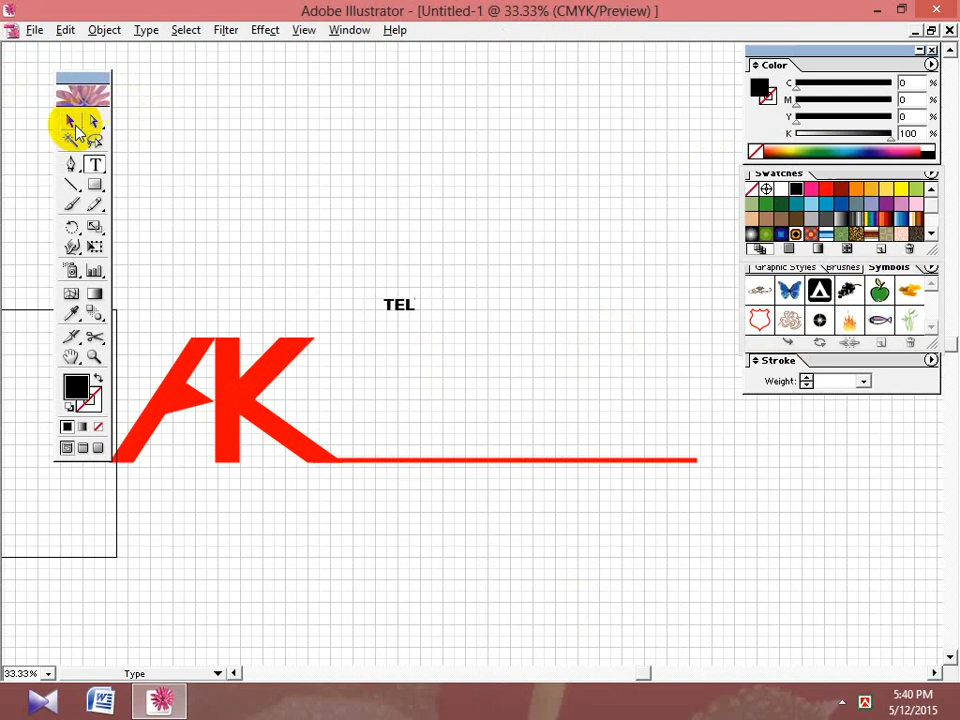 Adobe Illustrator - [Untitled-1 @ 33.33% (CMYK/Preview) ]
File Edit Object Type Select Filter Effect View Window Help
Color
C 0 %
M 0 %
Y 0 %
K 100 %
Swatches
T
TEL
Graphic Styles Brushes Symbols
AK
Stroke
Weight:
33.33% Type
5:40 PM
5/12/2015